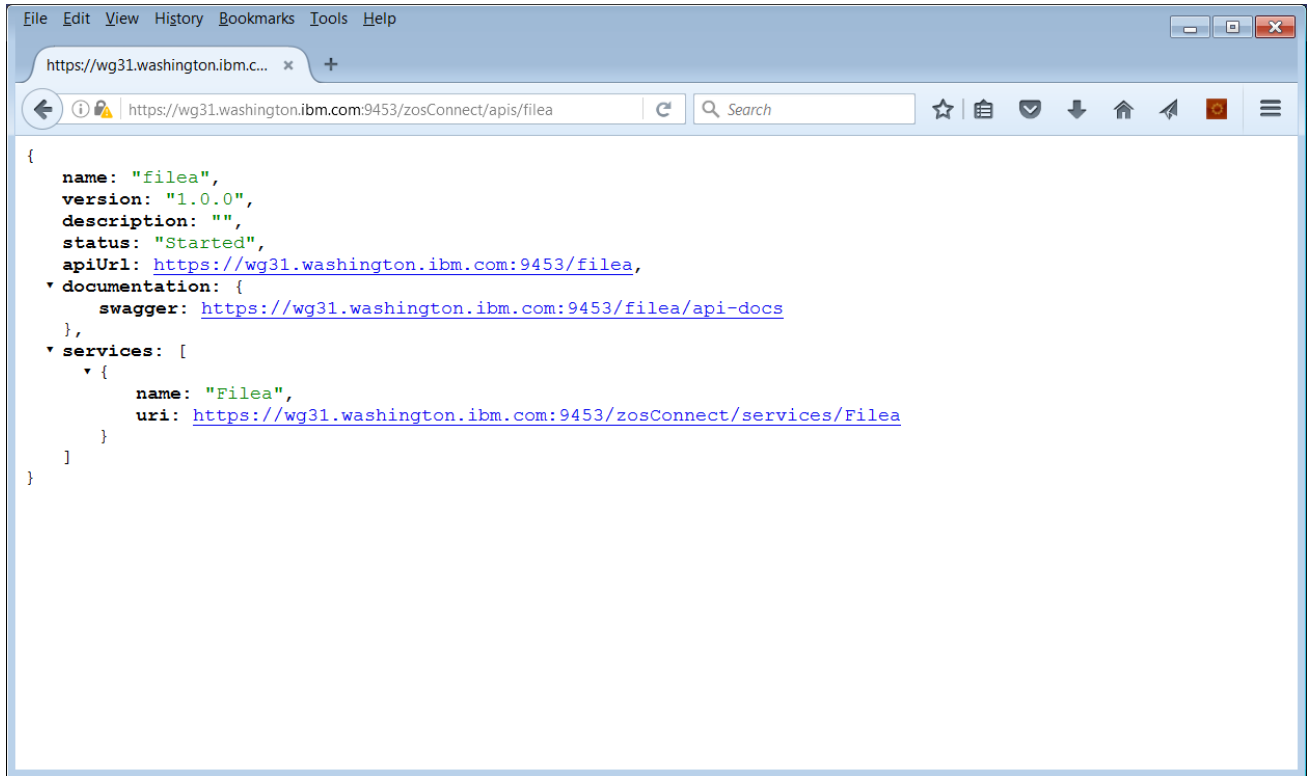 File Edit View History Bookmarks Tools Help
https://wg31.washington.ibm.c... × +
https://wg31.washington.ibm.com:9453/zosConnect/apis/filea Search
{
name: "filea",
version: "1.0.0",
description: "",
status: "Started",
apiUrl: https://wg31.washington.ibm.com:9453/filea,
documentation: {
swagger: https://wg31.washington.ibm.com:9453/filea/api-docs
},
services: [
{
name: "Filea",
uri: https://wg31.washington.ibm.com:9453/zosConnect/services/Filea
}
]
}